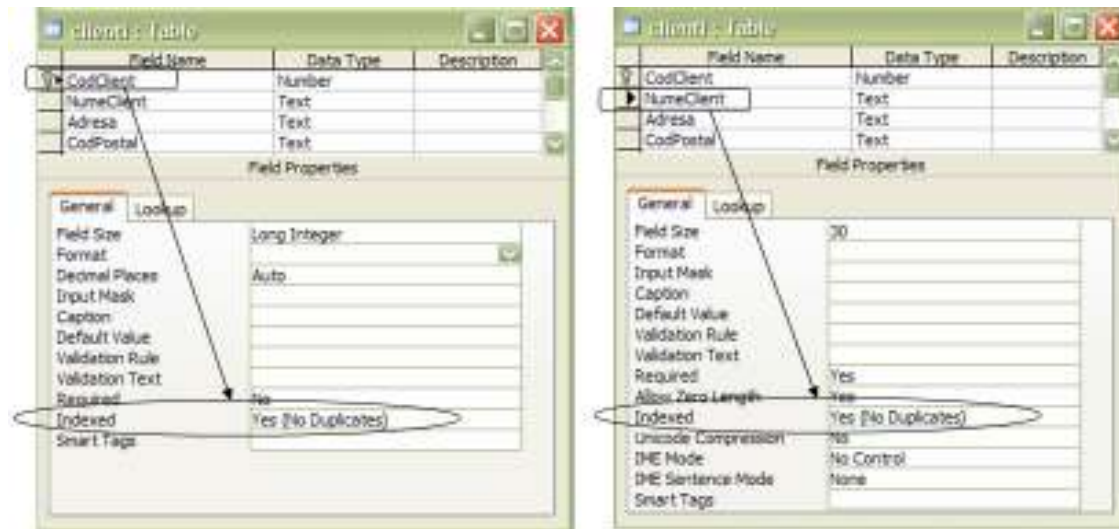 clienti : Table
Field Name Data Type Description
CodClient Number
NumeClient Text
Adresa Text
CodPostal Text
Field Properties
General Lookup
Field Size Long Integer
Format
Decimal Places Auto
Input Mask
Caption
Default Value
Validation Rule
Validation Text
Required No
Indexed Yes (No Duplicates)
Smart Tags
clienti : Table
Field Name Data Type Description
CodClient Number
NumeClient Text
Adresa Text
CodPostal Text
Field Properties
General Lookup
Field Size 30
Format
Input Mask
Caption
Default Value
Validation Rule
Validation Text
Required Yes
Allow Zero Length Yes
Indexed Yes (No Duplicates)
Unicode Compression No
IME Mode No Control
IME Sentence Mode None
Smart Tags